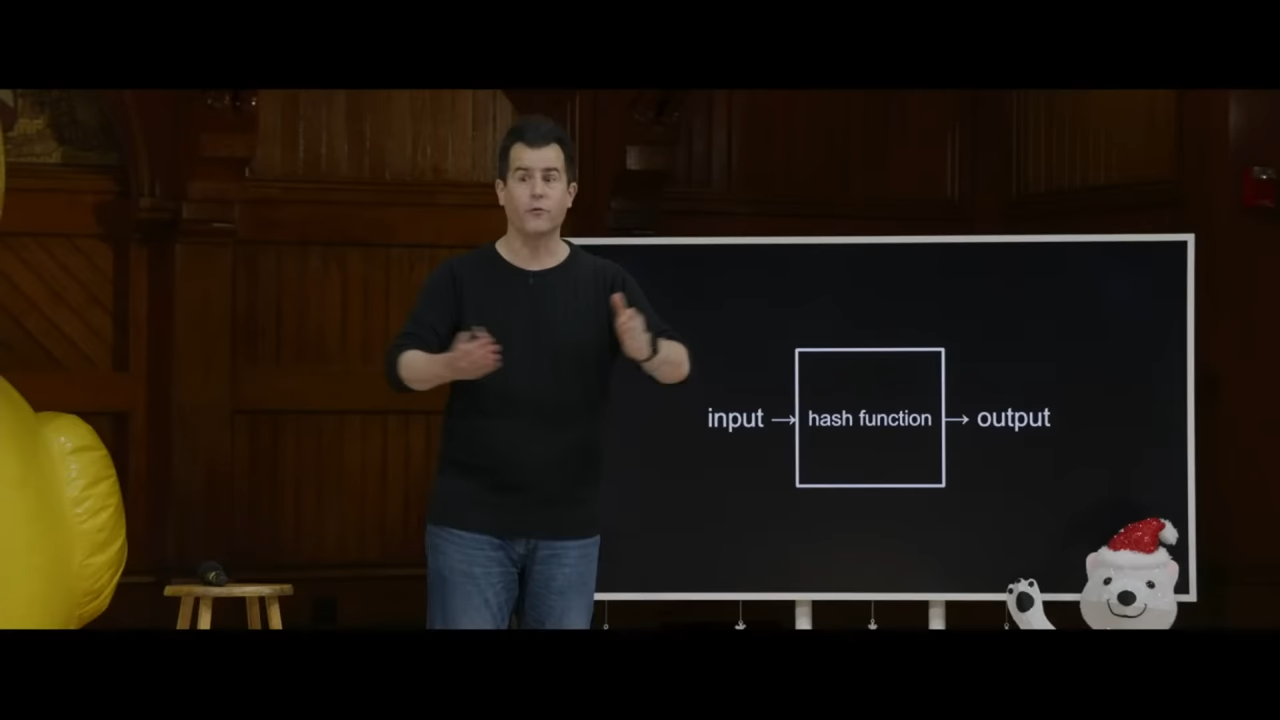 input → hash function → output